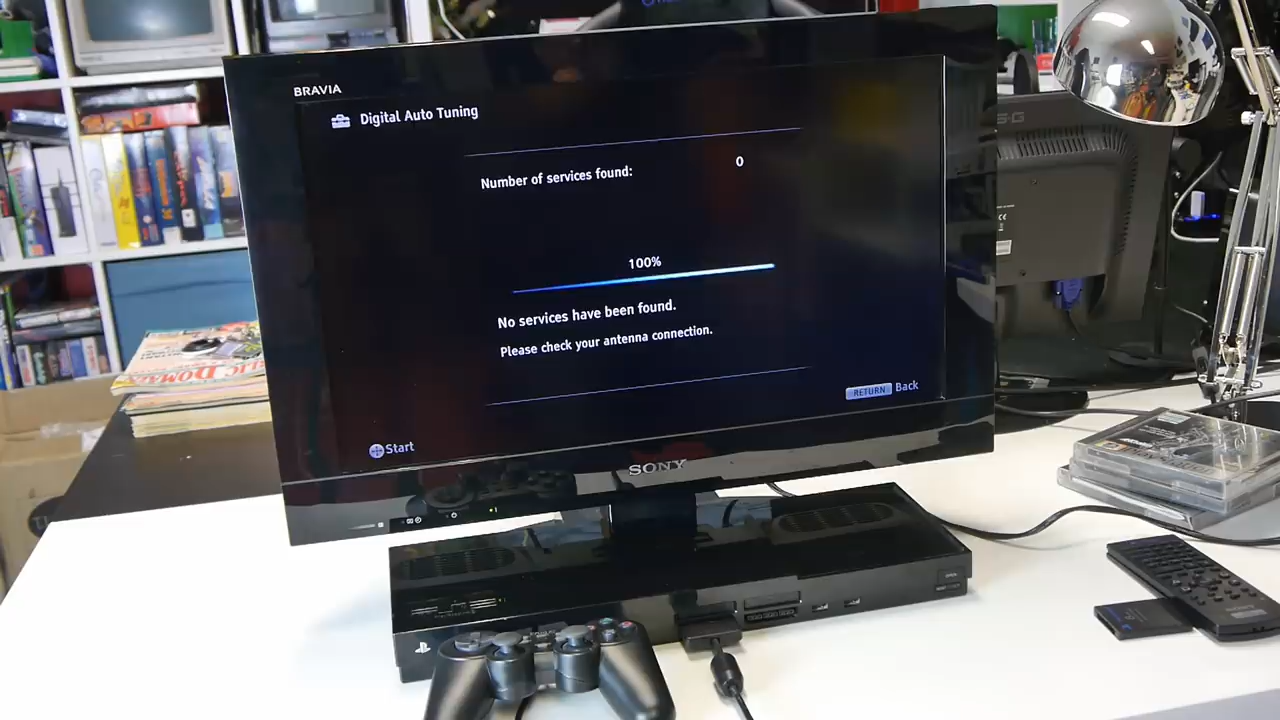 BRAVIA
Digital Auto Tuning
Number of services found: 0
100%
No services have been found.
Please check your antenna connection.
RETURN Back
Start
SONY